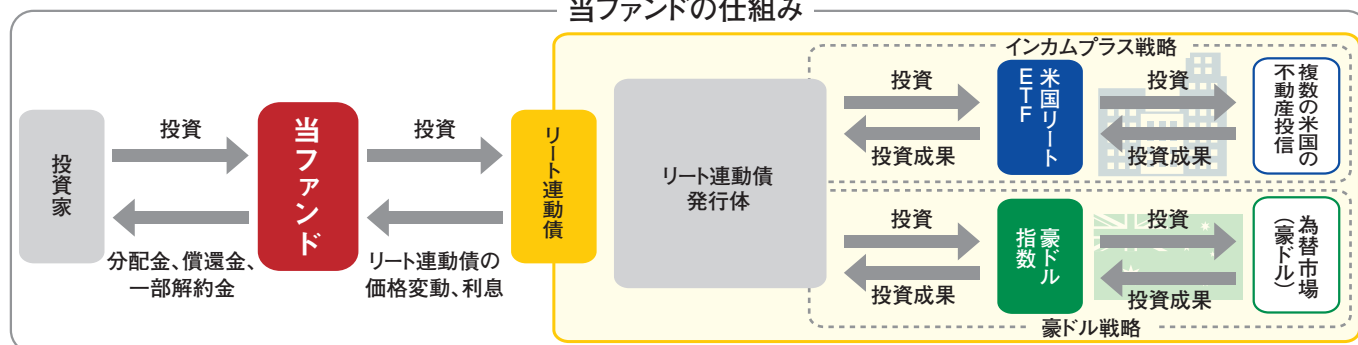 当ファンドの仕組み
投資家
投資
分配金、償還金、
一部解約金
当ファンド
投資
リート連動債の
価格変動、利息
リート連動債
リート連動債
発行体
インカムプラス戦略
投資
投資成果
米国リート
ETF
投資
投資成果
複数の米国の
不動産投信
投資
投資成果
豪ドル
指数
投資
投資成果
為替市場
（豪ドル）
豪ドル戦略